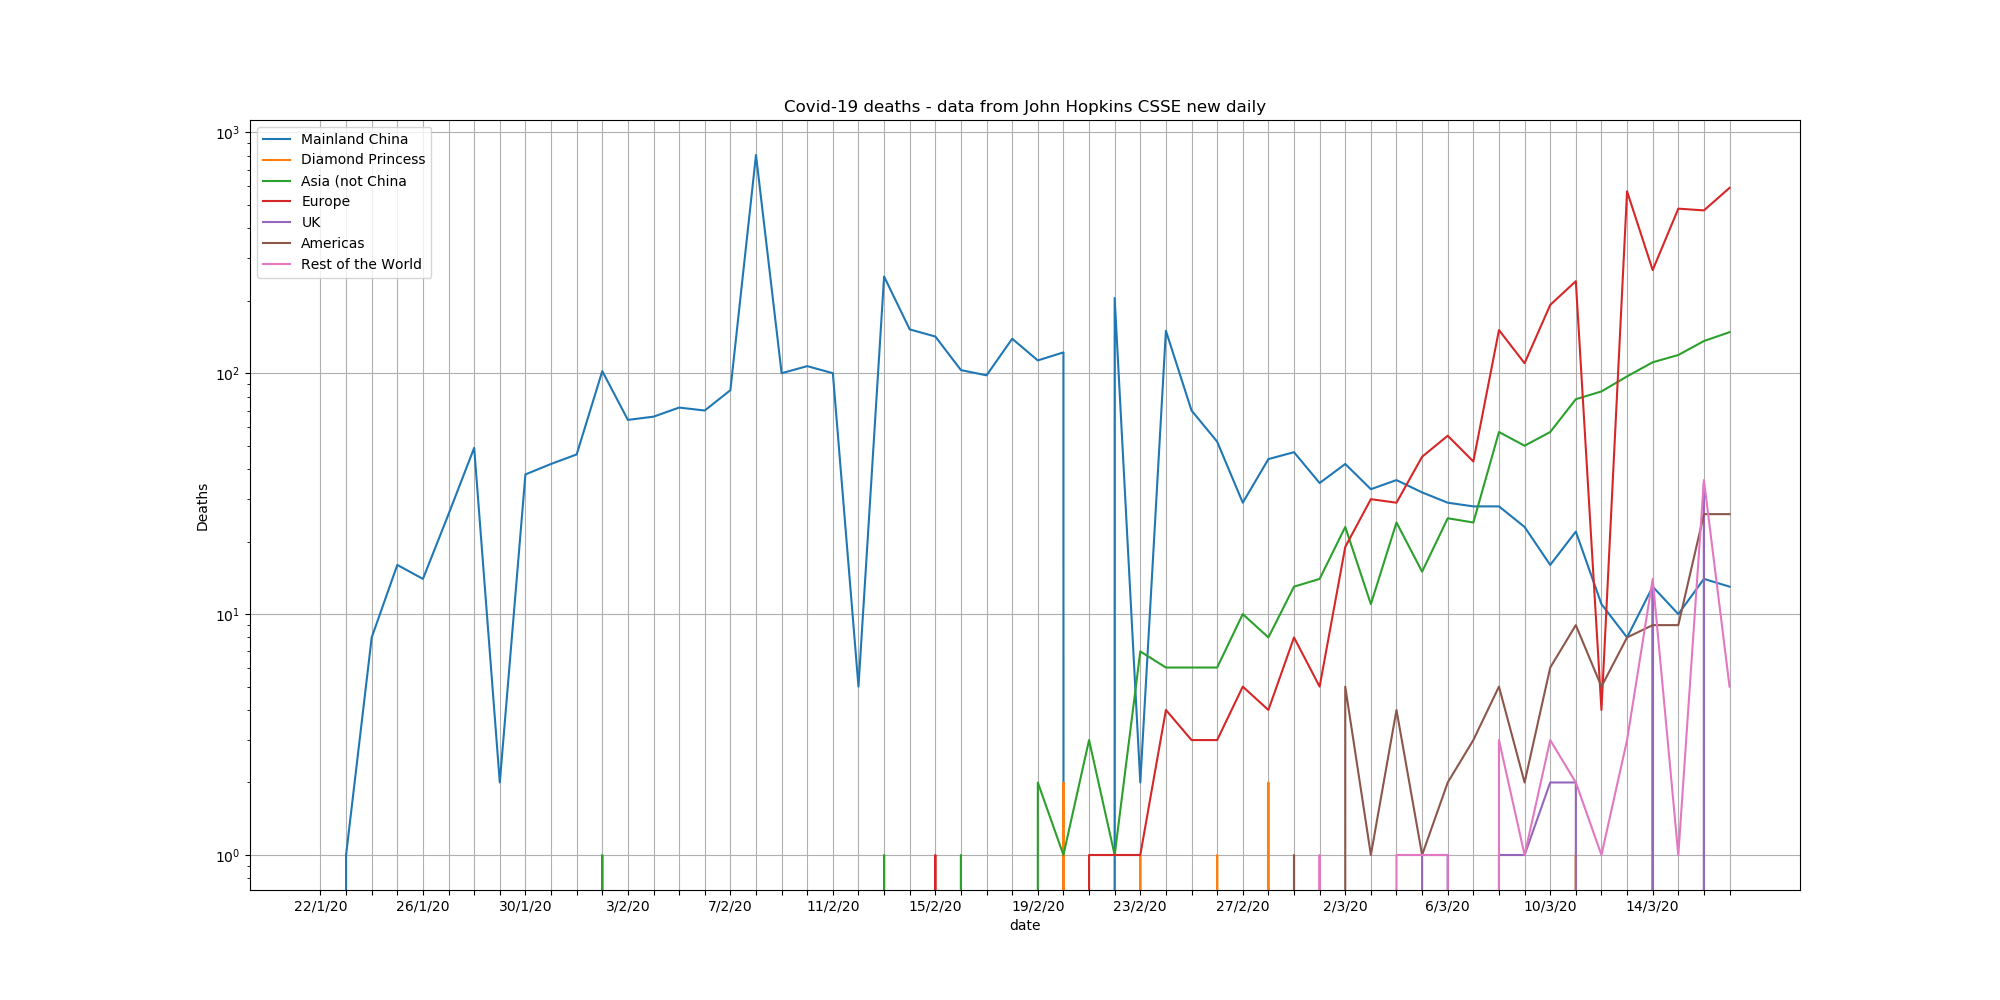 Covid-19 deaths - data from John Hopkins CSSE new daily
Mainland China
Diamond Princess
Asia (not China
Europe
UK
Americas
Rest of the World
10³
10²
10¹
10⁰
Deaths
22/1/20 26/1/20 30/1/20 3/2/20 7/2/20 11/2/20 15/2/20 19/2/20 23/2/20 27/2/20 2/3/20 6/3/20 10/3/20 14/3/20
date